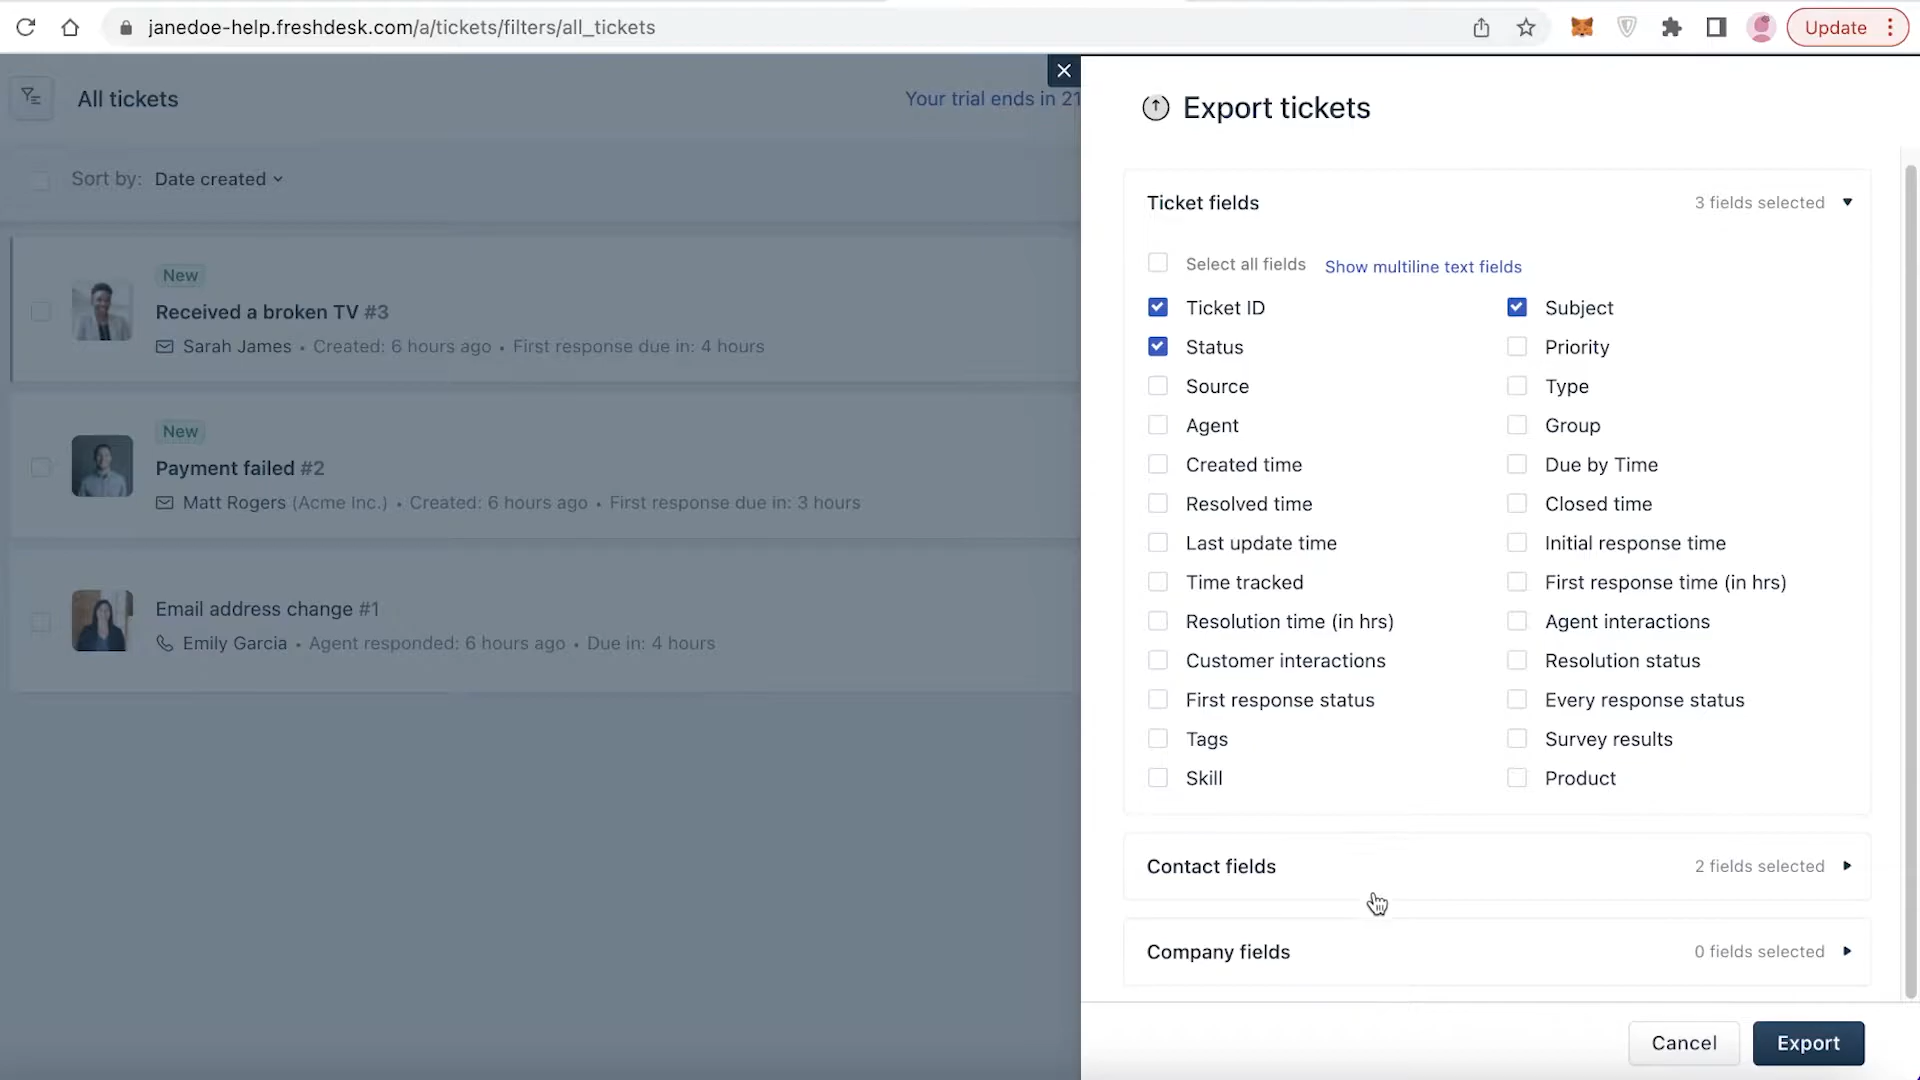 janedoe-help.freshdesk.com/a/tickets/filters/all_tickets
Update
All tickets
Your trial ends in 21
Sort by: Date created
New
Received a broken TV #3
Sarah James • Created: 6 hours ago • First response due in: 4 hours
New
Payment failed #2
Matt Rogers (Acme Inc.) • Created: 6 hours ago • First response due in: 3 hours
Email address change #1
Emily Garcia • Agent responded: 6 hours ago • Due in: 4 hours
Export tickets
Ticket fields 3 fields selected
Select all fields Show multiline text fields
Ticket ID Subject
Status Priority
Source Type
Agent Group
Created time Due by Time
Resolved time Closed time
Last update time Initial response time
Time tracked First response time (in hrs)
Resolution time (in hrs) Agent interactions
Customer interactions Resolution status
First response status Every response status
Tags Survey results
Skill Product
Contact fields 2 fields selected
Company fields 0 fields selected
Cancel Export